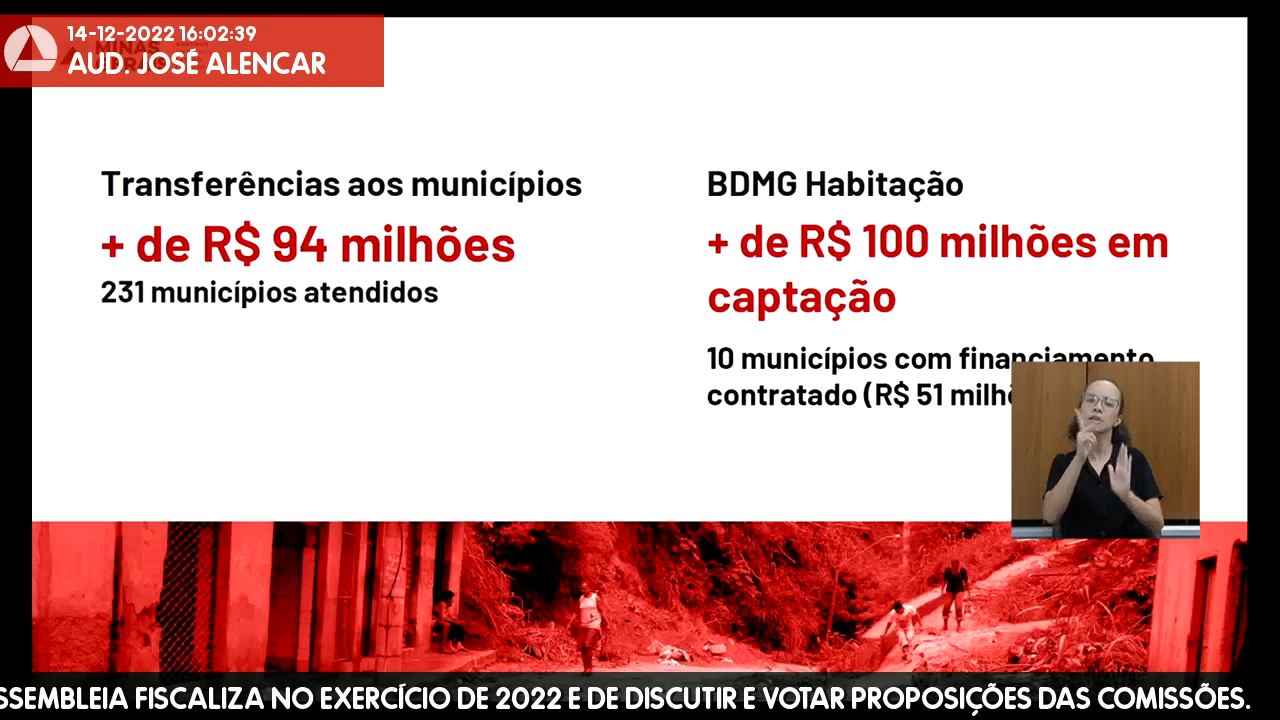 14-12-2022 16:02:39
AUD. JOSÉ ALENCAR
MINAS
Transferências aos municípios
+ de R$ 94 milhões
231 municípios atendidos
BDMG Habitação
+ de R$ 100 milhões em
captação
10 municípios com financiamento
contratado (R$ 51
SSEMBLEIA FISCALIZA NO EXERCÍCIO DE 2022 E DE DISCUTIR E VOTAR PROPOSIÇÕES DAS COMISSÕES.